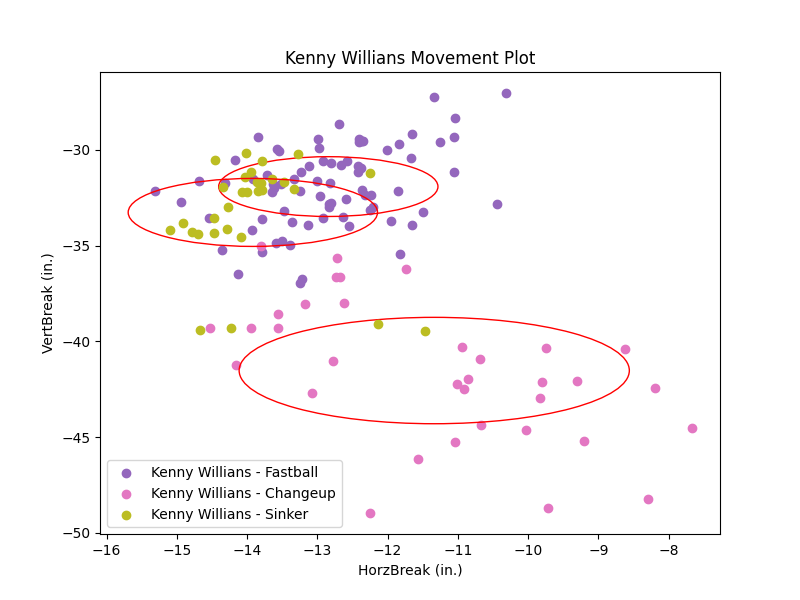 Kenny Willians Movement Plot
VertBreak (in.)
−30
−35
−40
−45
−50
Kenny Willians - Fastball
Kenny Willians - Changeup
Kenny Willians - Sinker
−16 −15 −14 −13 −12 −11 −10 −9 −8
HorzBreak (in.)